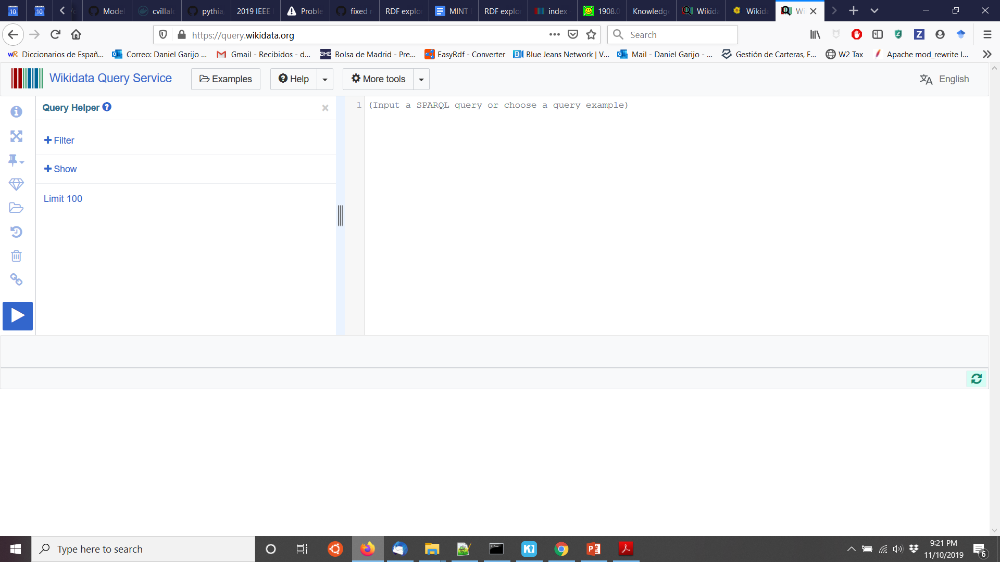 10
10
Model
cvillal
pythia
2019 IEEE
Proble
fixed
RDF explo
MINT
RDF explo
index
1908.0
Knowledg
Wikida
Wikida
Wi
https://query.wikidata.org
Search
Diccionarios de Españ...
Correo: Daniel Garijo ...
Gmail - Recibidos - d...
BME
Bolsa de Madrid - Pre...
EasyRdf - Converter
Blue Jeans Network | V...
Mail - Daniel Garijo - ...
Gestión de Carteras, F...
W2 Tax
Apache mod_rewrite I...
Wikidata Query Service
Examples
Help
More tools
English
Query Helper
Filter
Show
Limit 100
1 (Input a SPARQL query or choose a query example)
Type here to search
9:21 PM
11/10/2019
6